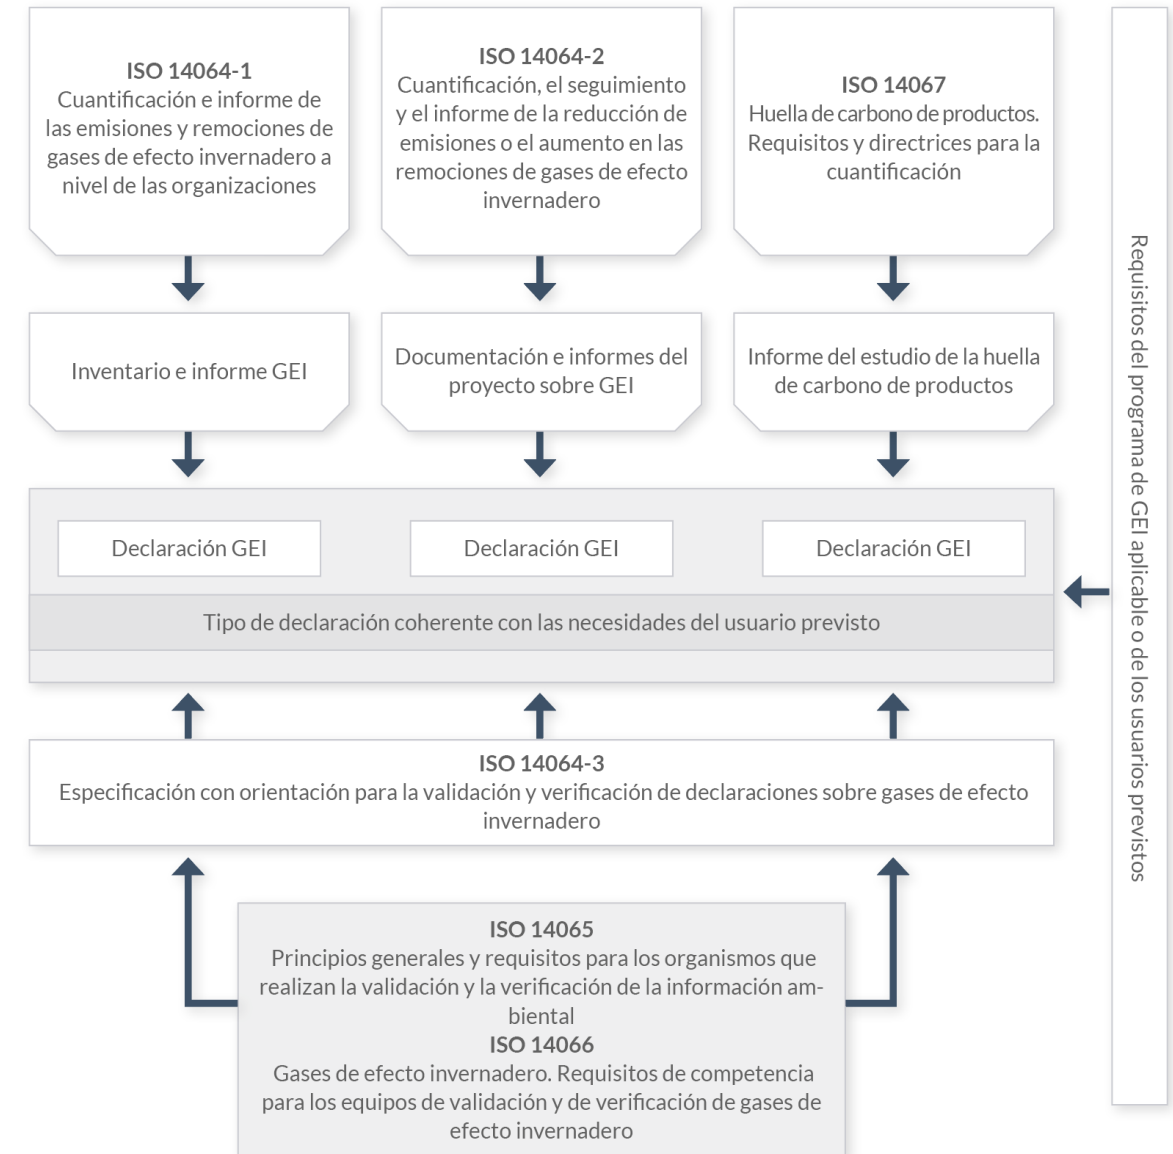 ISO 14064-1
Cuantificación e informe de
las emisiones y remociones de
gases de efecto invernadero a
nivel de las organizaciones
ISO 14064-2
Cuantificación, el seguimiento
y el informe de la reducción de
emisiones o el aumento en las
remociones de gases de efecto
invernadero
ISO 14067
Huella de carbono de productos.
Requisitos y directrices para la
cuantificación
Inventario e informe GEI
Documentación e informes del
proyecto sobre GEI
Informe del estudio de la huella
de carbono de productos
Declaración GEI
Declaración GEI
Declaración GEI
Tipo de declaración coherente con las necesidades del usuario previsto
ISO 14064-3
Especificación con orientación para la validación y verificación de declaraciones sobre gases de efecto
invernadero
ISO 14065
Principios generales y requisitos para los organismos que
realizan la validación y la verificación de la información am-
biental
ISO 14066
Gases de efecto invernadero. Requisitos de competencia
para los equipos de validación y de verificación de gases de
efecto invernadero
Requisitos del programa de GEI aplicable o de los usuarios previstos